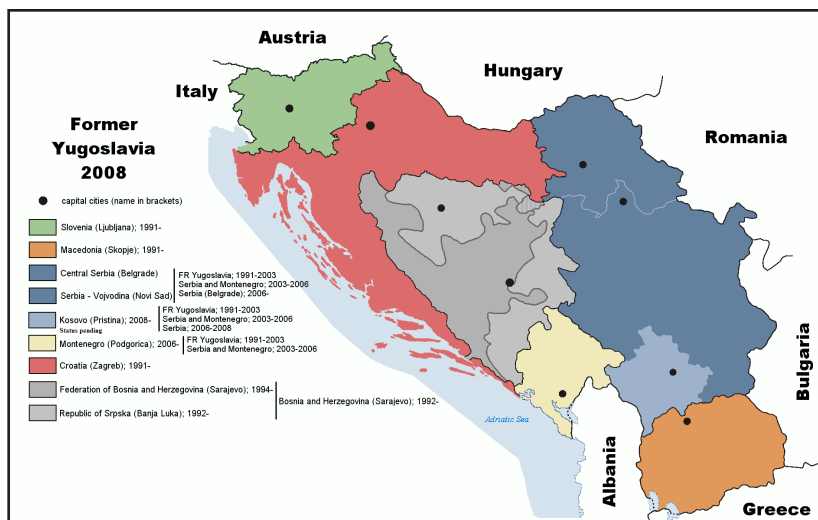 Austria
Hungary
Italy
Romania
Former
Yugoslavia
2008
capital cities (name in brackets)
Slovenia (Ljubljana); 1991-
Macedonia (Skopje); 1991-
Central Serbia (Belgrade)
Serbia - Vojvodina (Novi Sad)
FR Yugoslavia; 1991-2003
Serbia and Montenegro; 2003-2006
Serbia (Belgrade); 2006-
Kosovo (Pristina); 2008-
Status pending
FR Yugoslavia; 1991-2003
Serbia and Montenegro; 2003-2006
Serbia; 2006-2008
Montenegro (Podgorica); 2006-
FR Yugoslavia; 1991-2003
Serbia and Montenegro; 2003-2006
Croatia (Zagreb); 1991-
Federation of Bosnia and Herzegovina (Sarajevo); 1994-
Republic of Srpska (Banja Luka); 1992-
Bosnia and Herzegovina (Sarajevo); 1992-
Adriatic Sea
Bulgaria
Albania
Greece